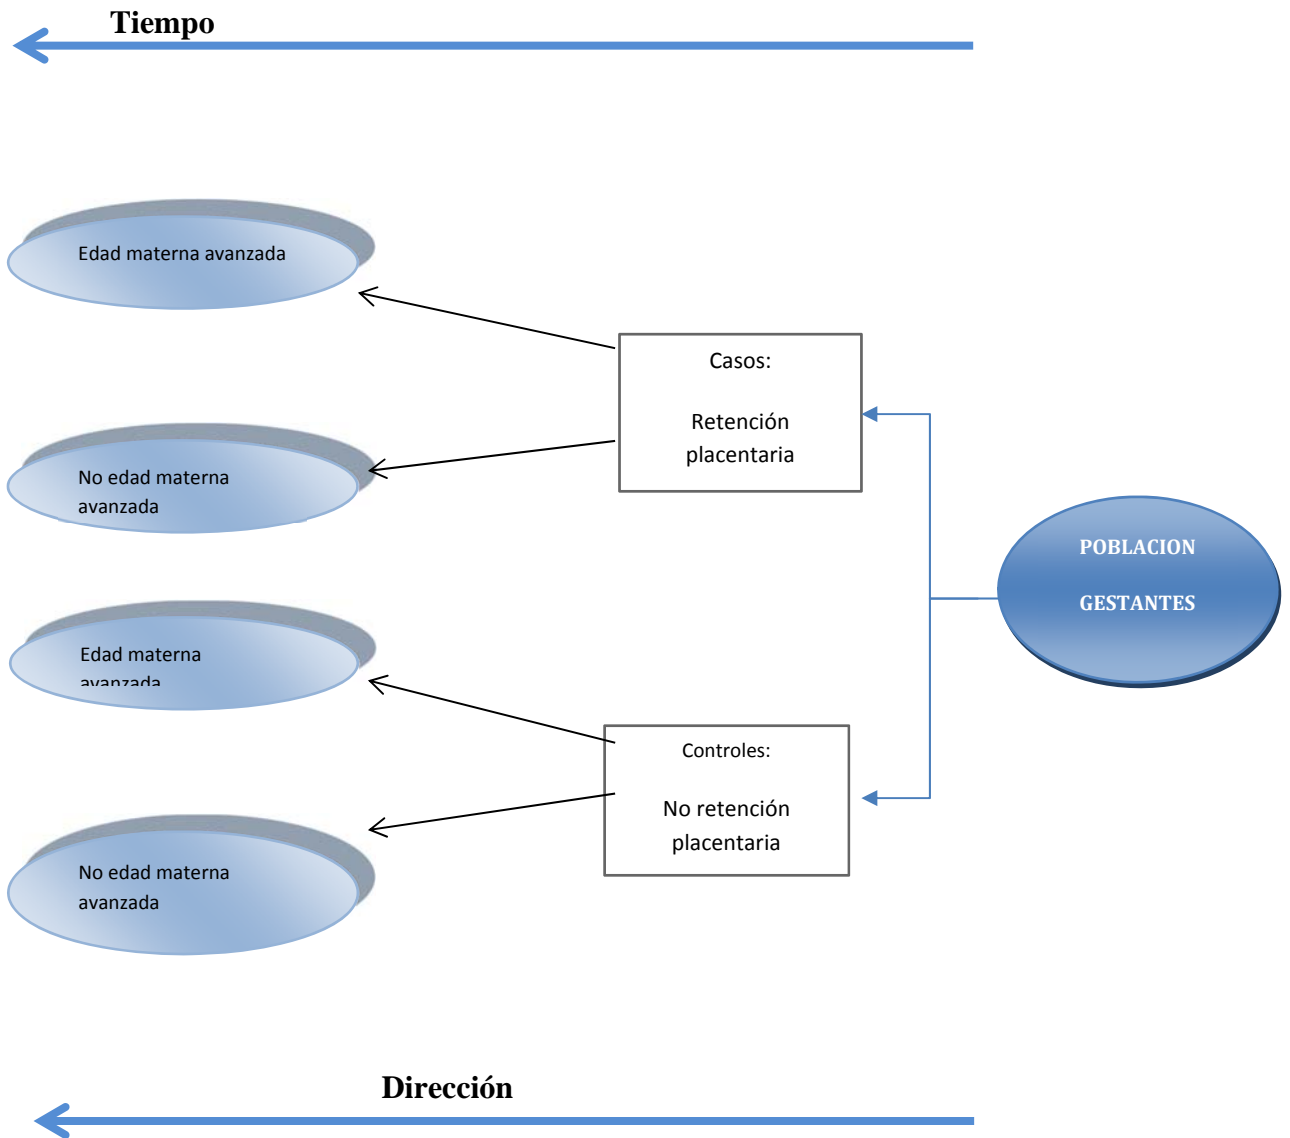 Tiempo
Edad materna avanzada
Casos:
Retención
placentaria
No edad materna
avanzada
POBLACION
GESTANTES
Edad materna
avanzada
Controles:
No retención
placentaria
No edad materna
avanzada
Dirección